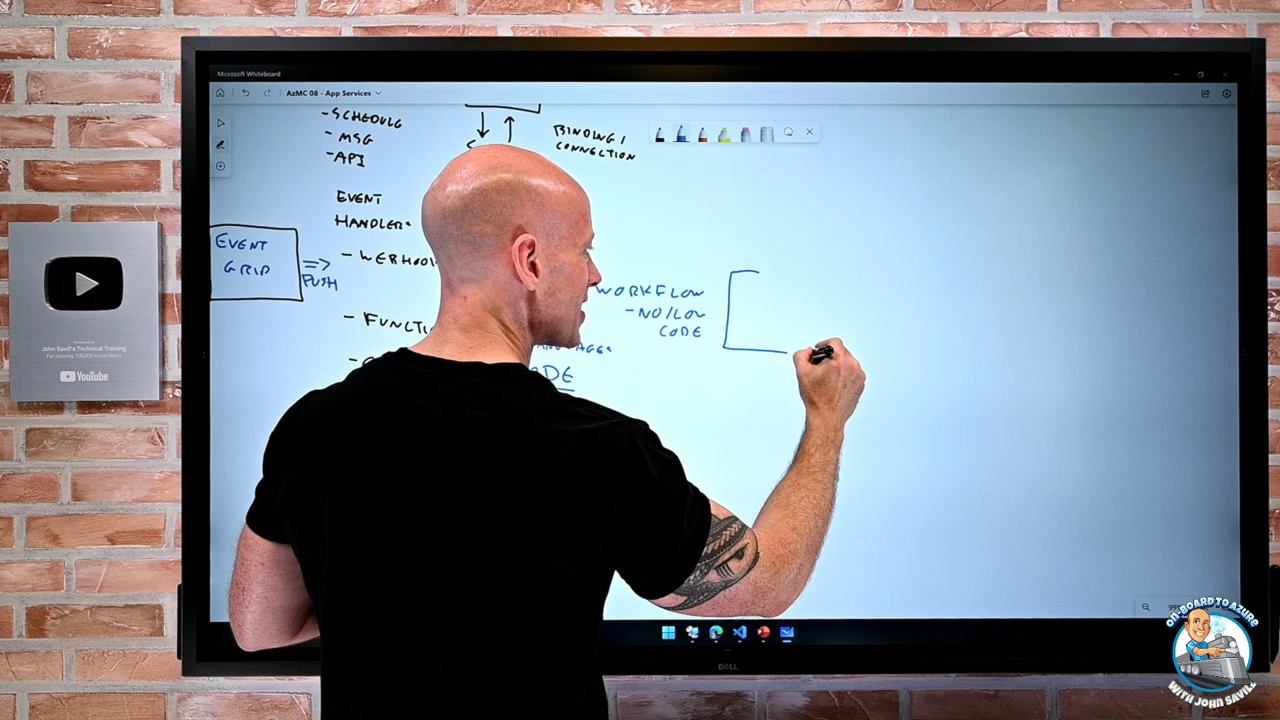 Microsoft Whiteboard
AzMC 08 - App Services
-SCHEDULE
-MSG
-API
BINDING/
CONNECTION
EVENT
HANDLER
-WEBHOOK
-FUNCTI
EVENT
GRID
PUSH
WORKFLOW
-NO/LOW
CODE
DE
Presented to
John Savill's Technical Training
For passing 100,000 subscribers
YouTube
DELL
ON-BOARD TO AZURE
WITH JOHN SAVILL